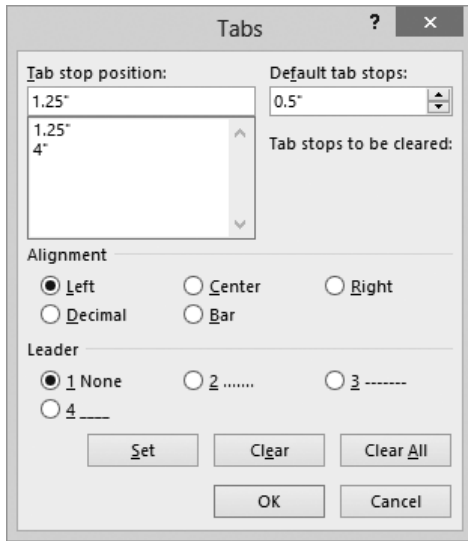 Tabs ? ×
Tab stop position: Default tab stops:
1.25" 0.5"
1.25"
4"
Tab stops to be cleared:
Alignment
Left Center Right
Decimal Bar
Leader
1 None 2 ....... 3 -------
4 ____
Set Clear Clear All
OK Cancel